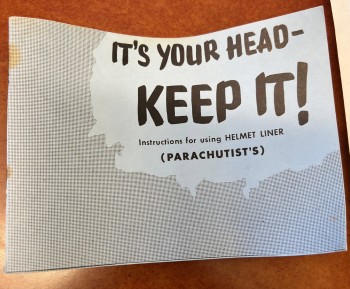 IT'S YOUR HEAD-
KEEP IT!
Instructions for using HELMET LINER
(PARACHUTIST'S)